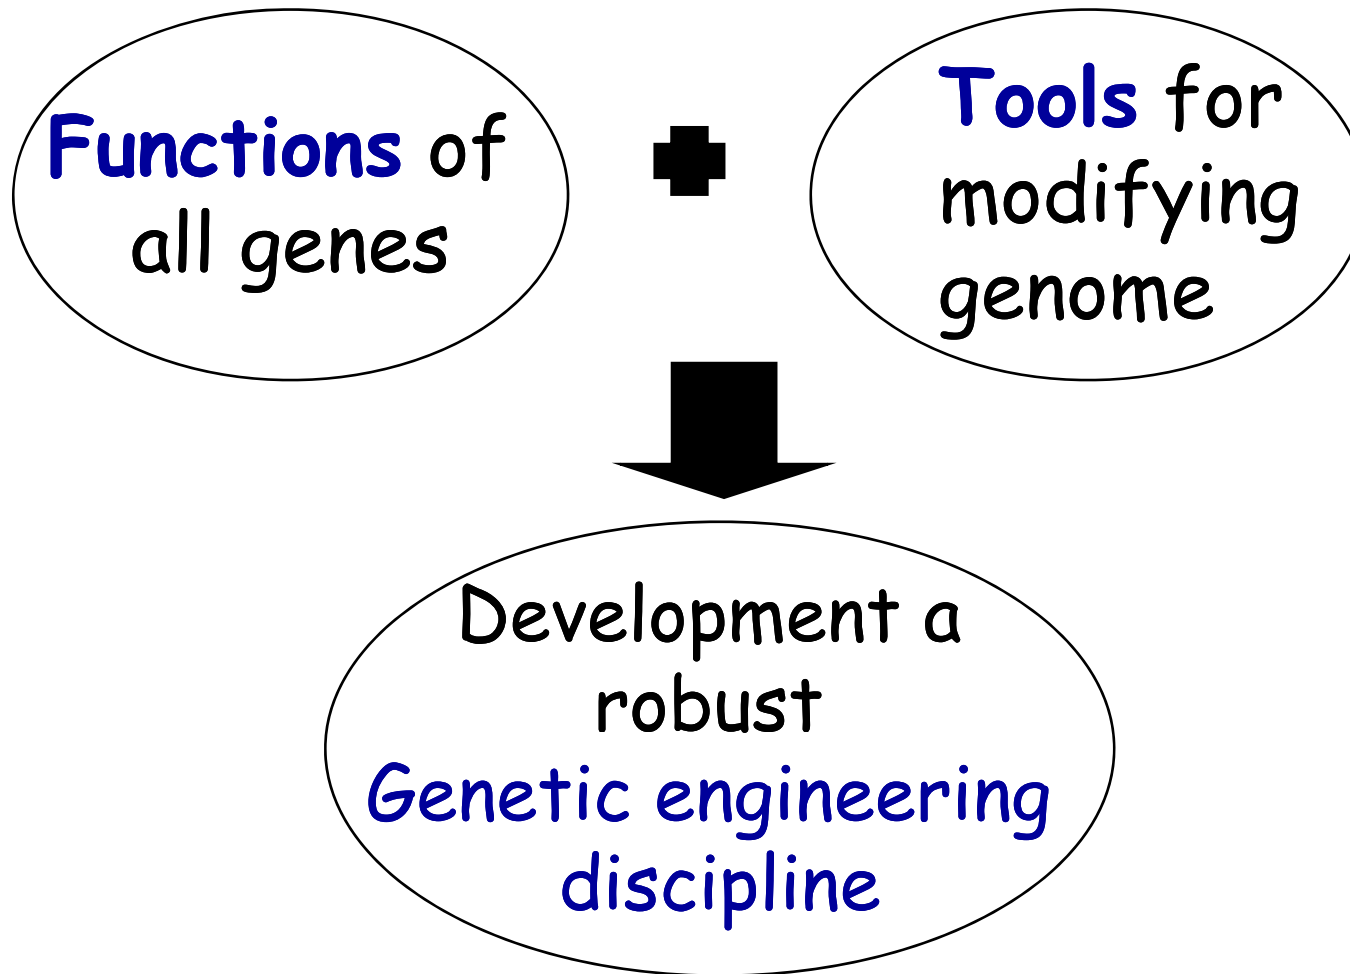 Functions of
all genes
Tools for
modifying
genome
Development a
robust
Genetic engineering
discipline